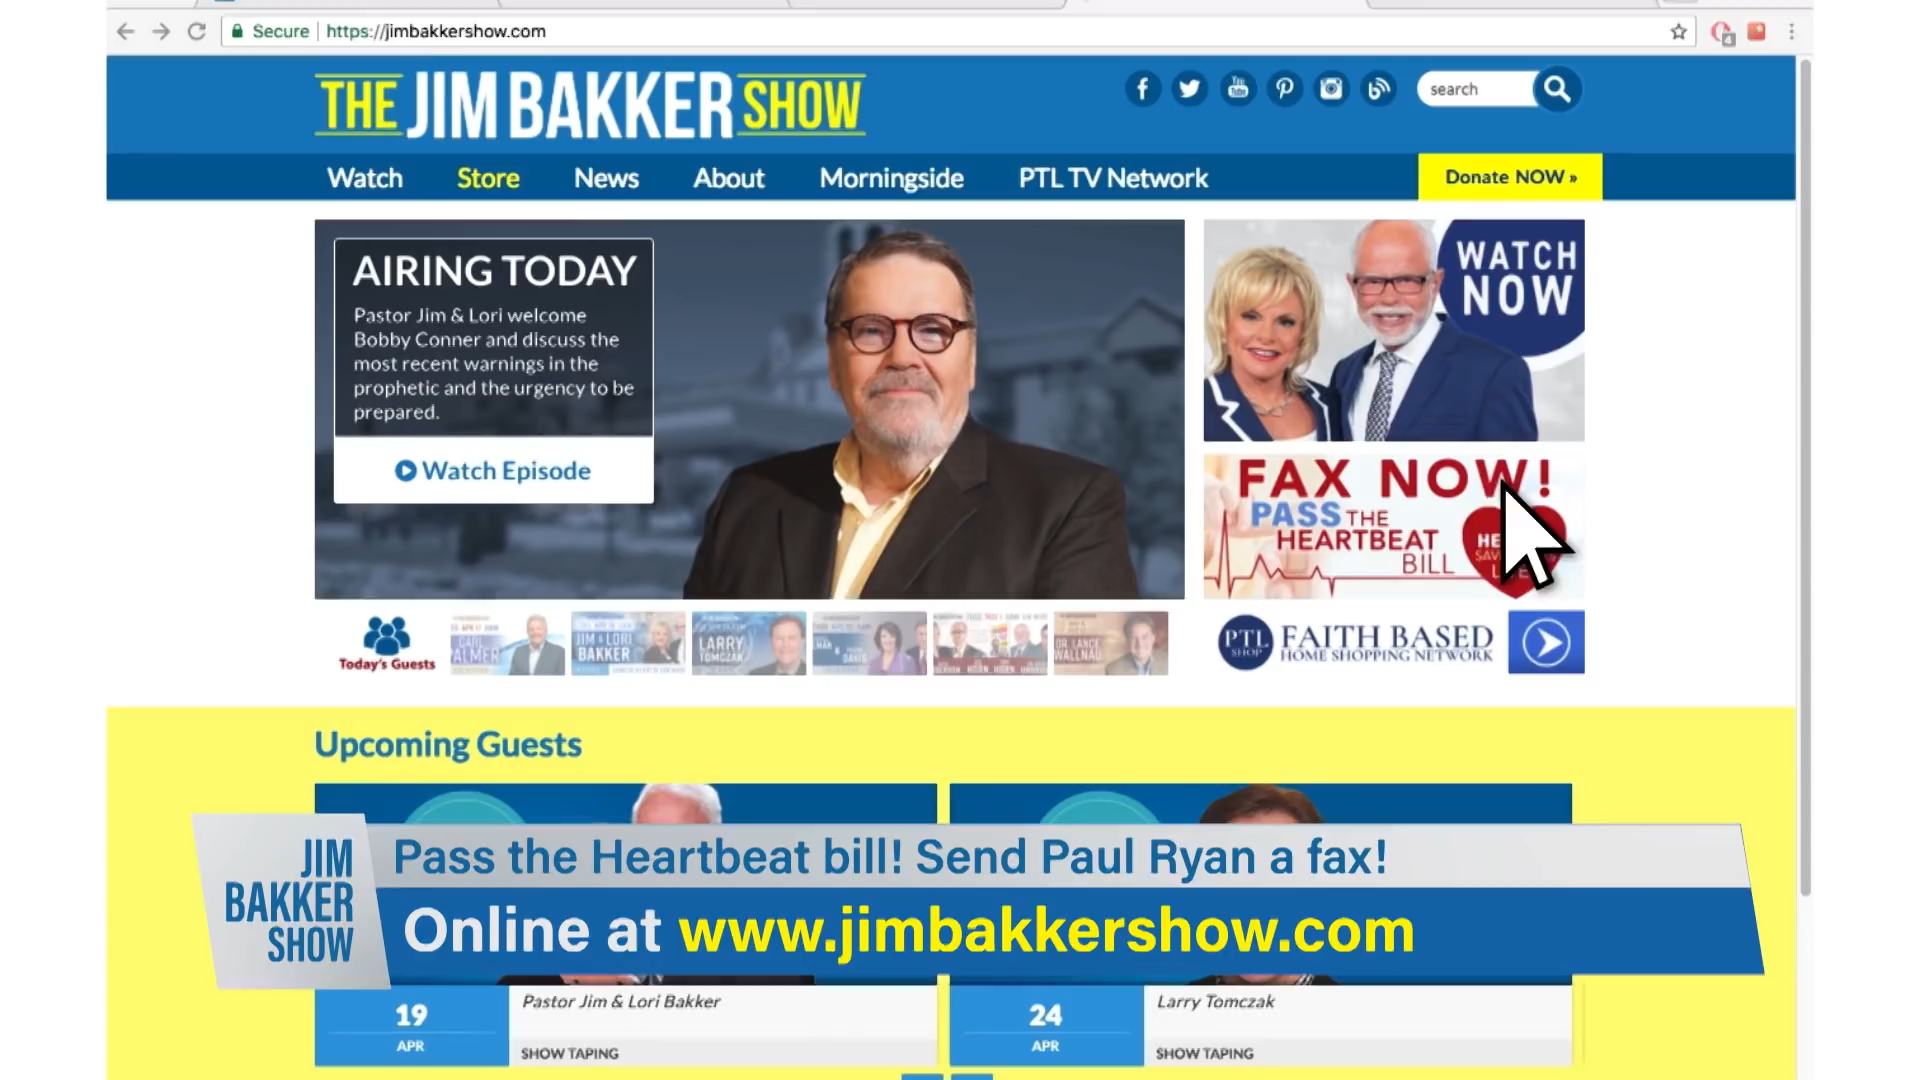 Secure | https://jimbakkershow.com
THE JIM BAKKER SHOW
search
Watch Store News About Morningside PTL TV Network
Donate NOW »
AIRING TODAY
Pastor Jim & Lori welcome
Bobby Conner and discuss the
most recent warnings in the
prophetic and the urgency to be
prepared.
Watch Episode
WATCH
NOW
FAX NOW!
PASS THE
HEARTBEAT
BILL
Today's Guests
PALMER
JIM & LORI
BAKKER
LARRY
TOMCZAK
DR. LANCE
WALLNAU
PTL
SHOP
FAITH BASED
HOME SHOPPING NETWORK
Upcoming Guests
JIM
BAKKER
SHOW
Pass the Heartbeat bill! Send Paul Ryan a fax!
Online at www.jimbakkershow.com
19
APR
Pastor Jim & Lori Bakker
SHOW TAPING
24
APR
Larry Tomczak
SHOW TAPING